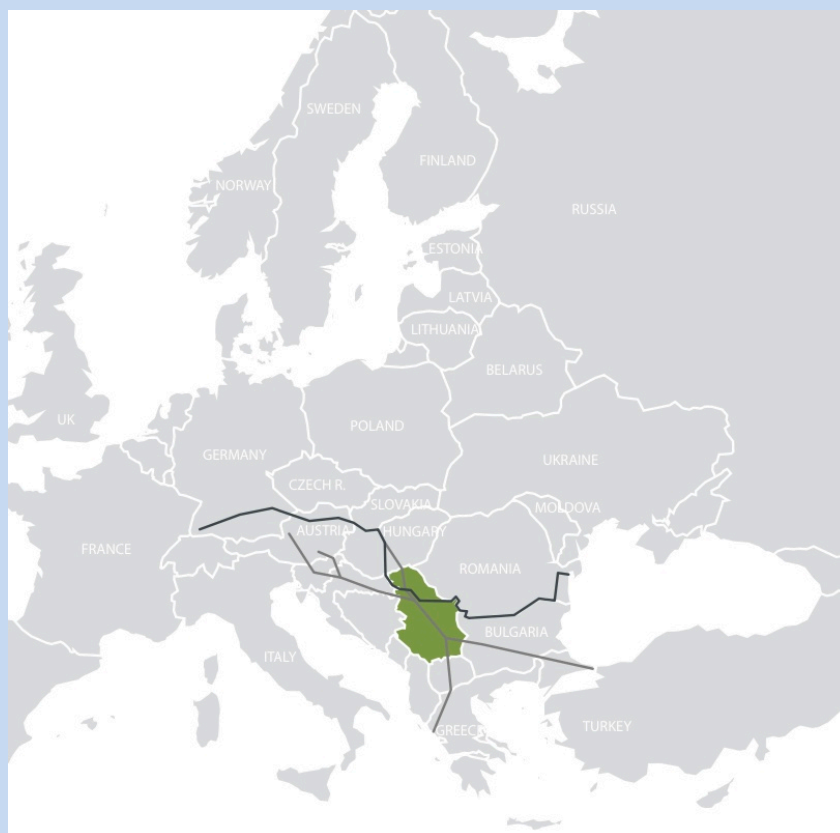 SWEDEN
FINLAND
NORWAY
RUSSIA
ESTONIA
LATVIA
LITHUANIA
BELARUS
UK
POLAND
GERMANY
UKRAINE
CZECH R.
SLOVAKIA
MOLDOVA
AUSTRIA
HUNGARY
FRANCE
ROMANIA
BULGARIA
ITALY
GREECE
TURKEY